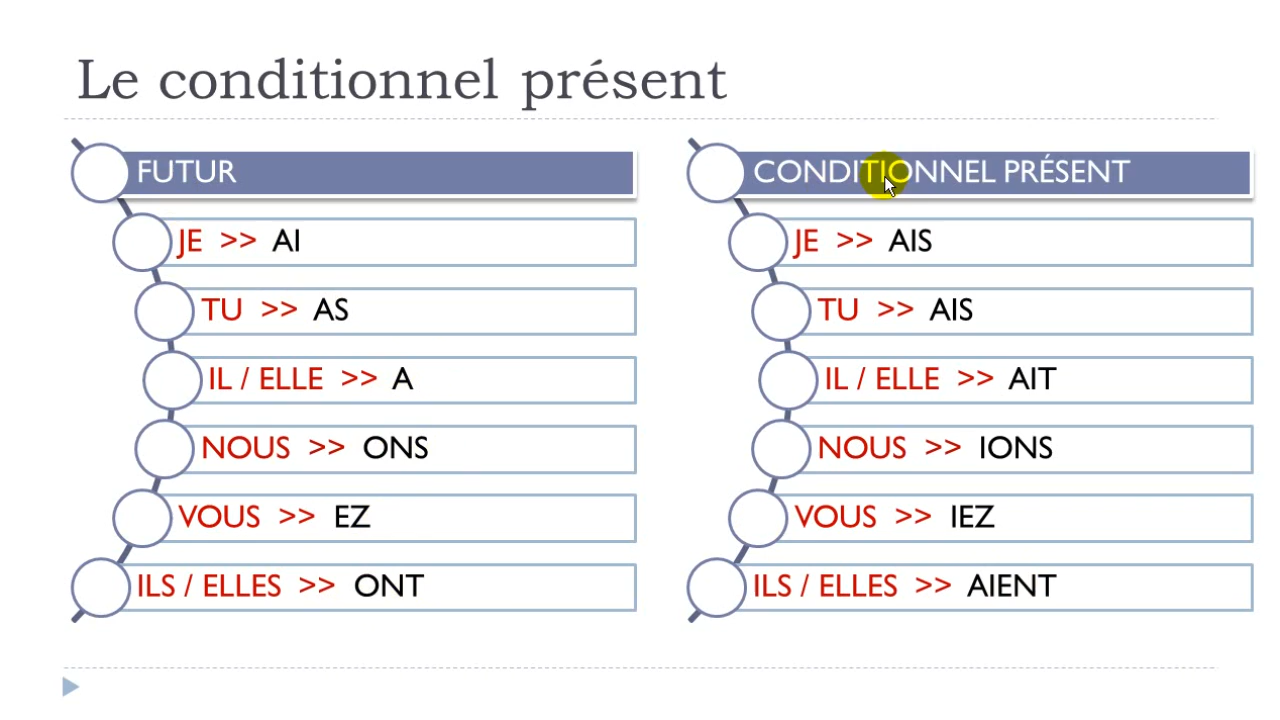 Le conditionnel présent
FUTUR
JE >> AI
TU >> AS
IL / ELLE >> A
NOUS >> ONS
VOUS >> EZ
ILS / ELLES >> ONT
CONDITIONNEL PRÉSENT
JE >> AIS
TU >> AIS
IL / ELLE >> AIT
NOUS >> IONS
VOUS >> IEZ
ILS / ELLES >> AIENT